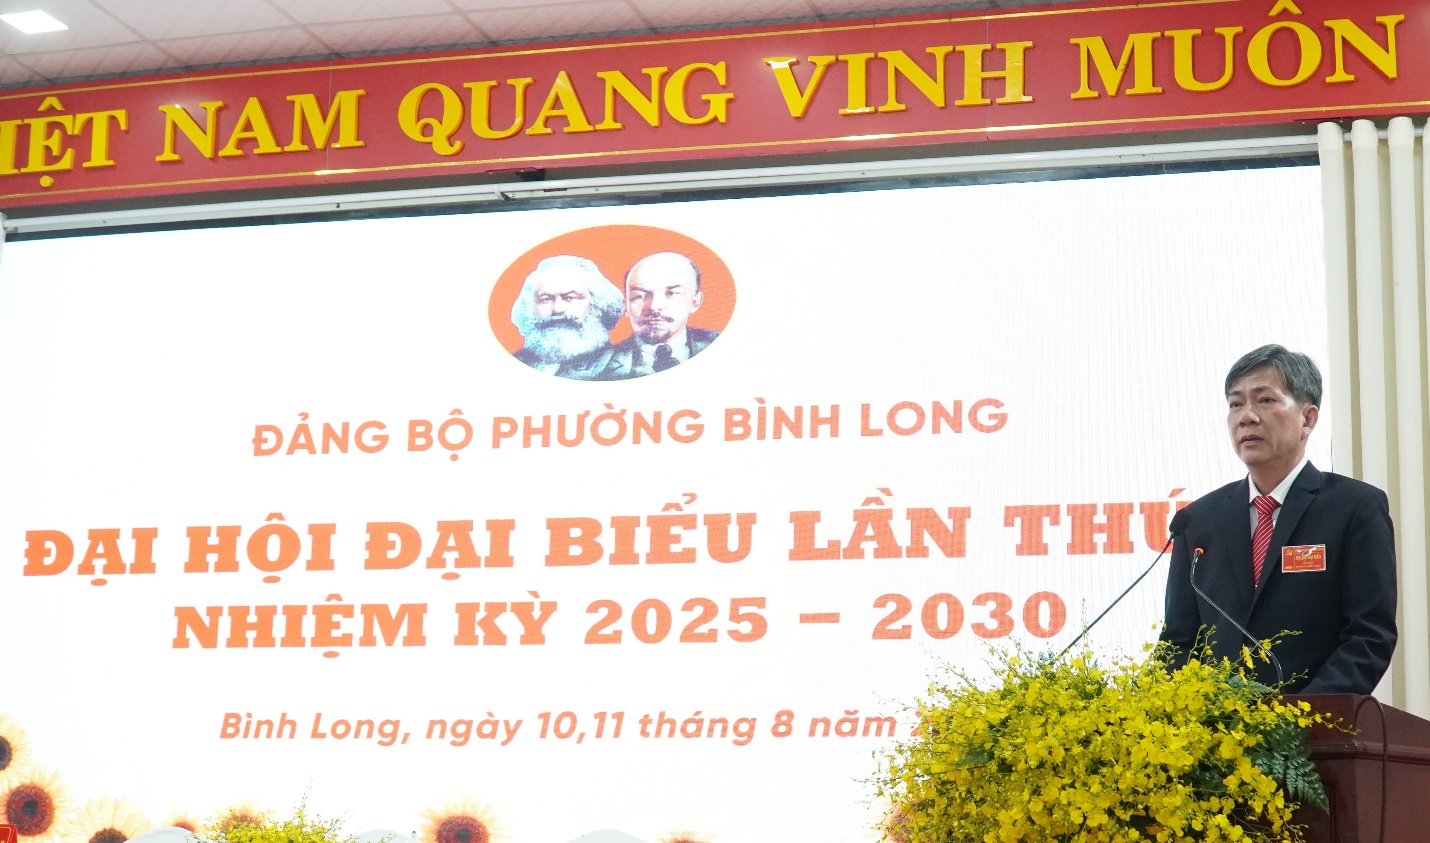 NAM QUANG VINH MUÔN
ĐẢNG BỘ PHƯỜNG BÌNH LONG
ĐẠI HỘI ĐẠI BIỂU LẦN THỨ
NHIỆM KỲ 2025 – 2030
Bình Long, ngày 10,11 tháng 8 năm